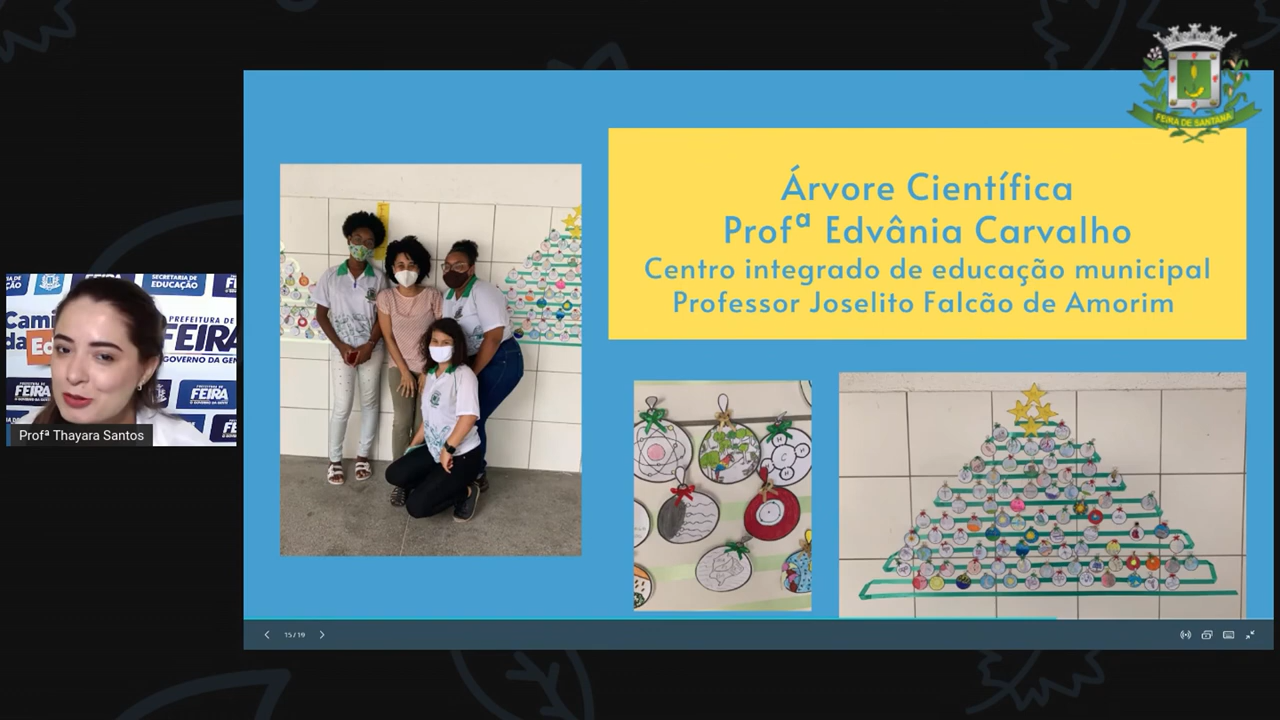 FEIRA DE SANTANA
Árvore Científica
Profª Edvânia Carvalho
Centro integrado de educação municipal
Professor Joselito Falcão de Amorim
SECRETARIA DE
EDUCAÇÃO
PREFEITURA DE
FEIRA
FEIRA
Profª Thayara Santos
15/19